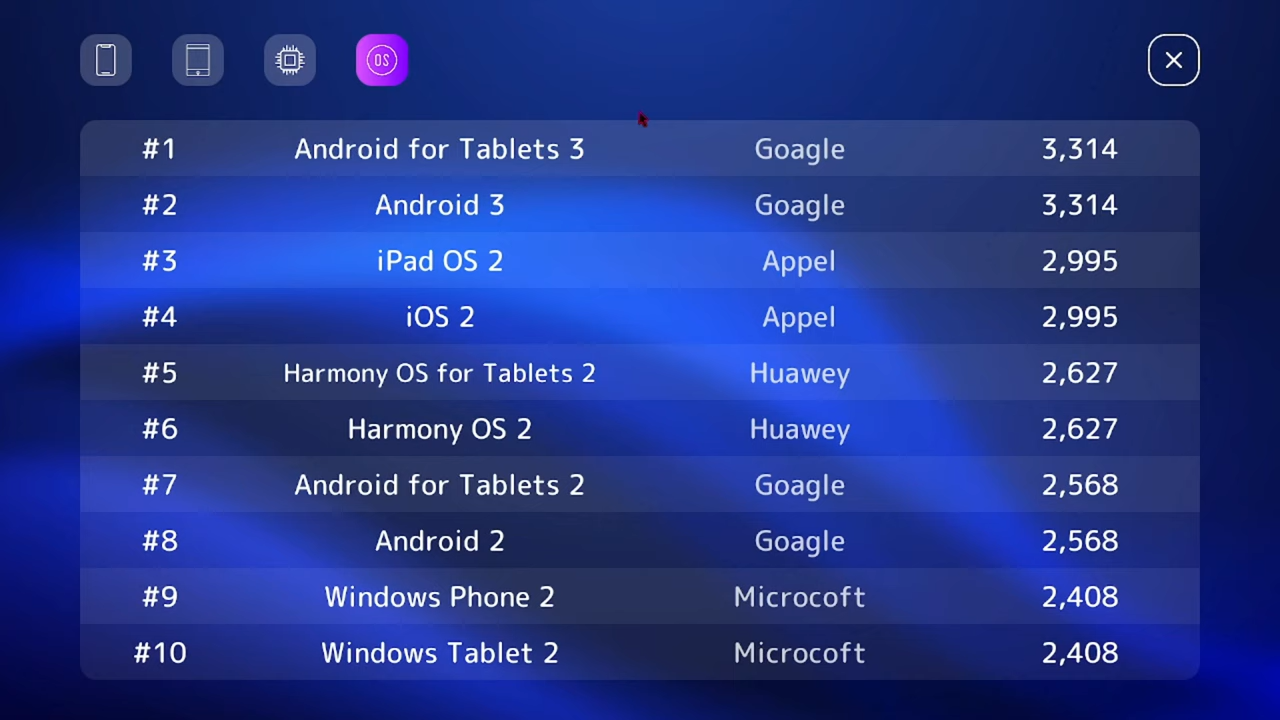 OS
#1 Android for Tablets 3 Goagle 3,314
#2 Android 3 Goagle 3,314
#3 iPad OS 2 Appel 2,995
#4 iOS 2 Appel 2,995
#5 Harmony OS for Tablets 2 Huawey 2,627
#6 Harmony OS 2 Huawey 2,627
#7 Android for Tablets 2 Goagle 2,568
#8 Android 2 Goagle 2,568
#9 Windows Phone 2 Microcoft 2,408
#10 Windows Tablet 2 Microcoft 2,408